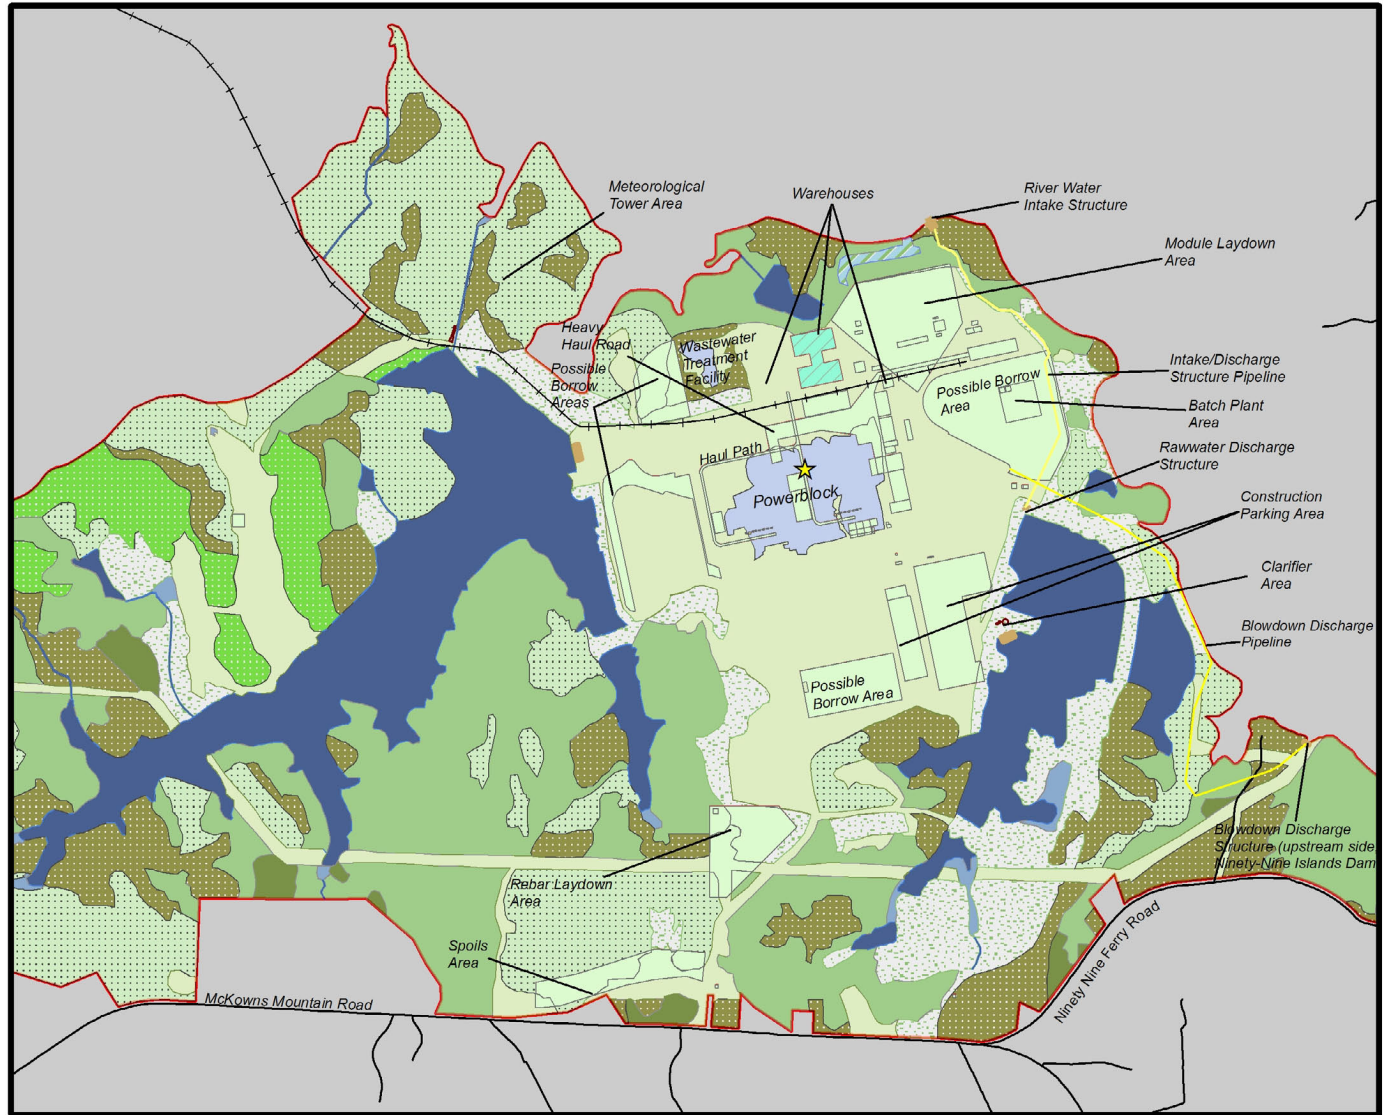 Meteorological
Tower Area
Warehouses
River Water
Intake Structure
Module Laydown
Area
Heavy
Haul Road
Wastewater
Treatment
Facility
Possible
Borrow
Areas
Possible Borrow
Area
Intake/Discharge
Structure Pipeline
Batch Plant
Area
Haul Path
Rawwater Discharge
Structure
Powerblock
Construction
Parking Area
Clarifier
Area
Blowdown Discharge
Pipeline
Possible
Borrow Area
Blowdown Discharge
Structure (upstream side
Ninety-Nine Islands Dam
Rebar Laydown
Area
Spoils
Area
McKowns Mountain Road
Ninety Nine Ferry Road